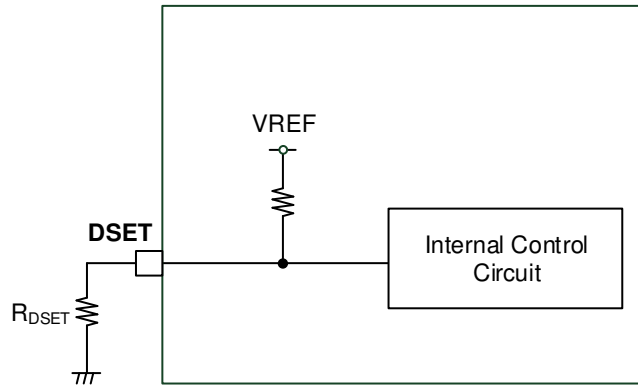 VREF
DSET
Internal Control
Circuit
RDSET